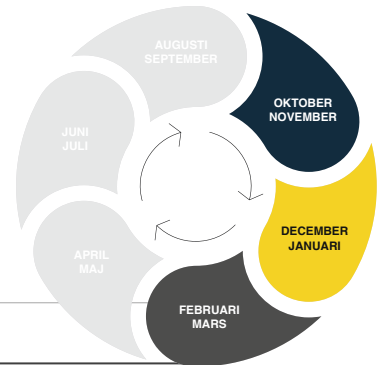 AUGUSTI
SEPTEMBER
OKTOBER
NOVEMBER
DECEMBER
JANUARI
FEBRUARI
MARS
APRIL
MAJ
JUNI
JULI